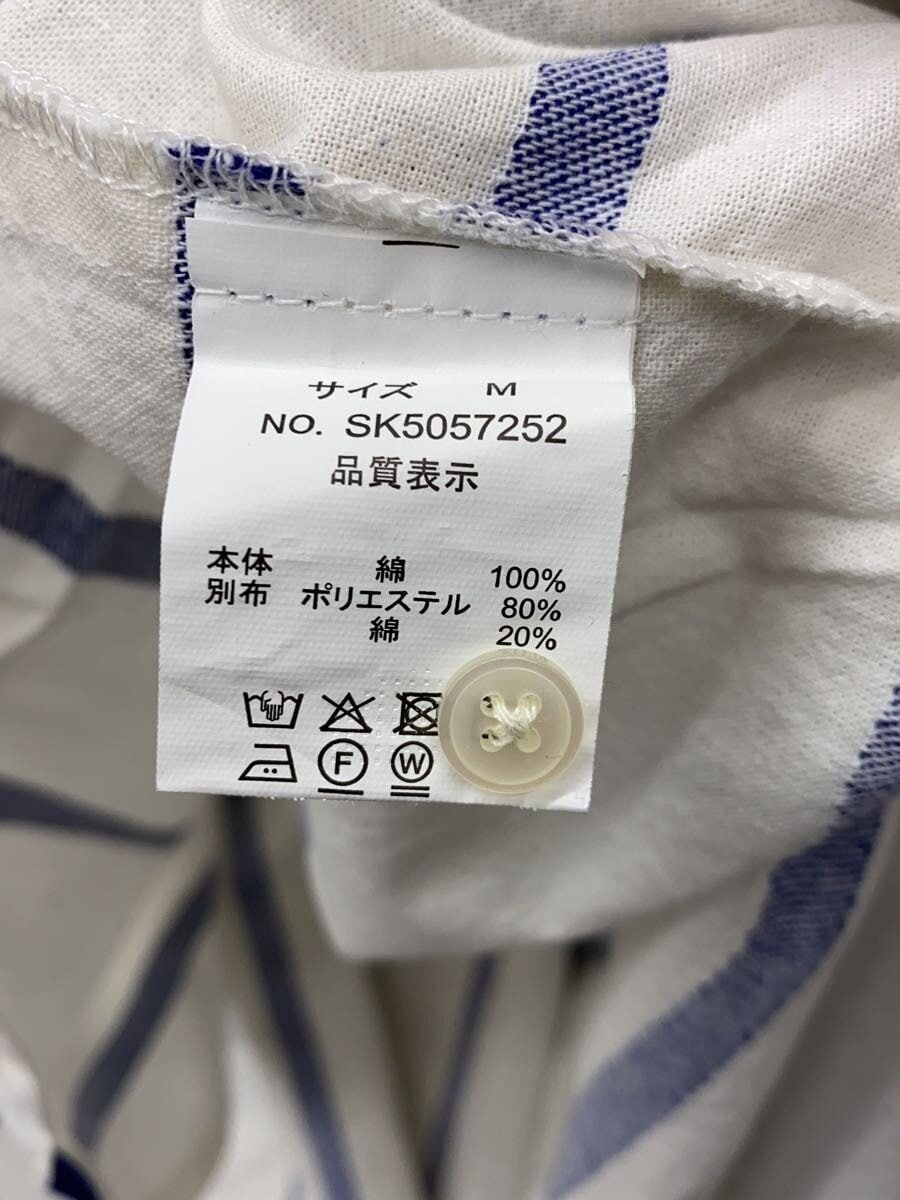 サイズ M
NO. SK5057252
品質表示
本体 綿 100%
別布 ポリエステル 80%
綿 20%
F
W